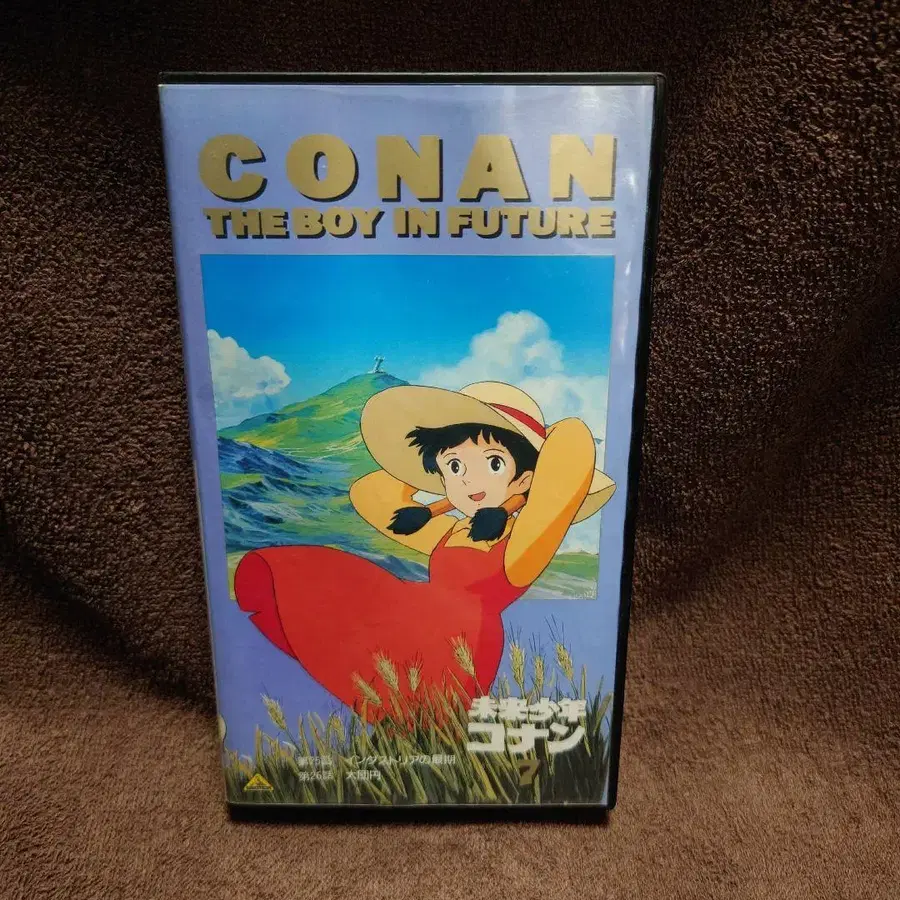 CONAN
THE BOY IN FUTURE
未来少年
コナン
7
第25話 インダストリアの最期
第26話 大団円